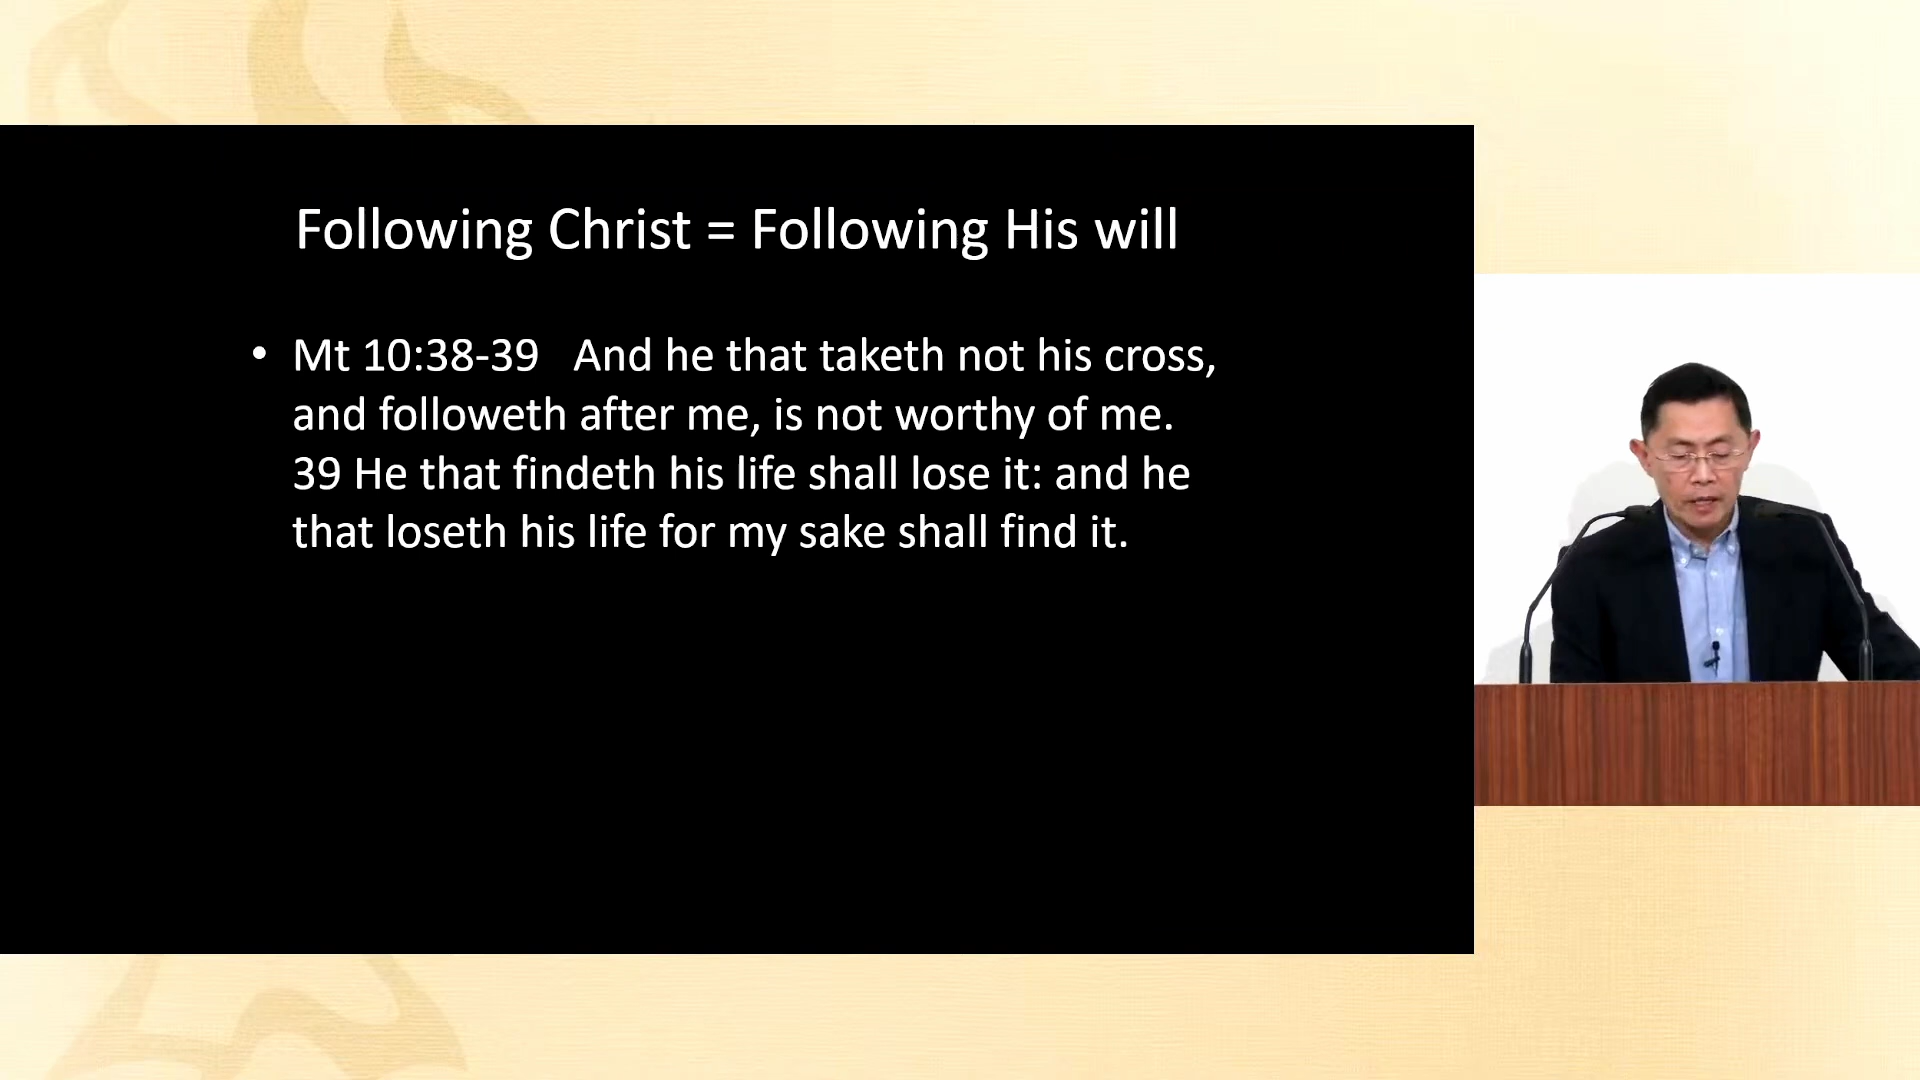 Following Christ = Following His will
• Mt 10:38-39   And he that taketh not his cross,
and followeth after me, is not worthy of me.
39 He that findeth his life shall lose it: and he
that loseth his life for my sake shall find it.